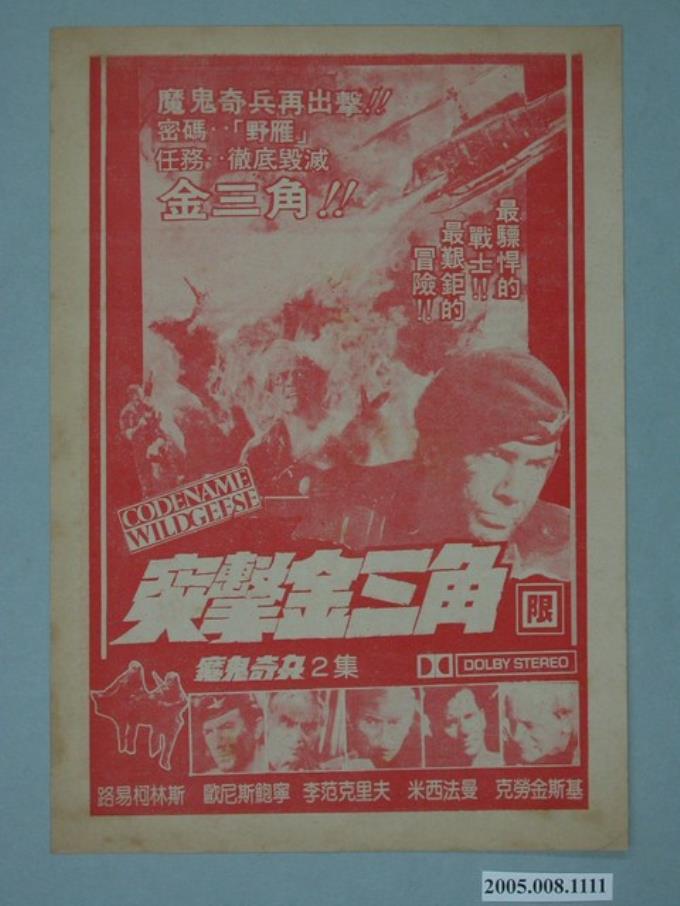 魔鬼奇兵再出擊!!
密碼：「野雁」
任務：徹底毀滅
金三角!!
最驃悍的
戰士!!
最艱鉅的
冒險!!
CODENAME
WILDGEESE
突擊金三角
限
魔鬼奇兵2集
DOLBY STEREO
路易柯林斯 歐尼斯鮑寧 李范克里夫 米西法曼 克勞金斯基
2005.008.1111